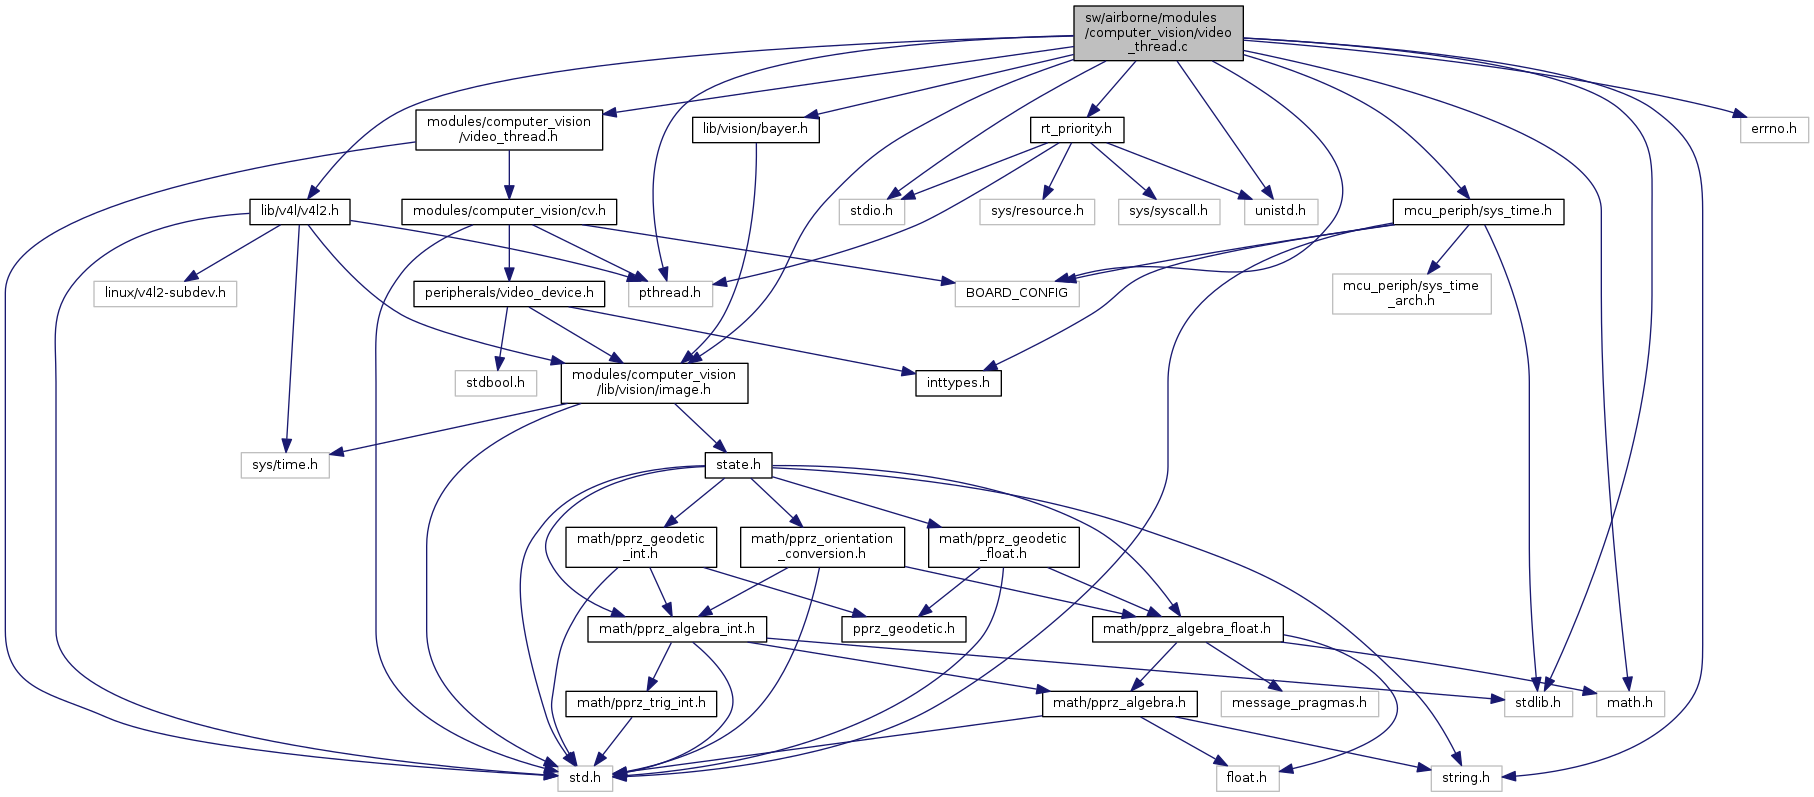 sw/airborne/modules
/computer_vision/video
_thread.c
modules/computer_vision
/video_thread.h
lib/vision/bayer.h
rt_priority.h
errno.h
lib/v4l/v4l2.h
modules/computer_vision/cv.h
stdio.h
sys/resource.h
sys/syscall.h
unistd.h
mcu_periph/sys_time.h
linux/v4l2-subdev.h
peripherals/video_device.h
pthread.h
BOARD_CONFIG
mcu_periph/sys_time
_arch.h
stdbool.h
modules/computer_vision
/lib/vision/image.h
inttypes.h
sys/time.h
state.h
math/pprz_geodetic
_int.h
math/pprz_orientation
_conversion.h
math/pprz_geodetic
_float.h
math/pprz_algebra_int.h
pprz_geodetic.h
math/pprz_algebra_float.h
math/pprz_trig_int.h
math/pprz_algebra.h
message_pragmas.h
stdlib.h
math.h
std.h
float.h
string.h